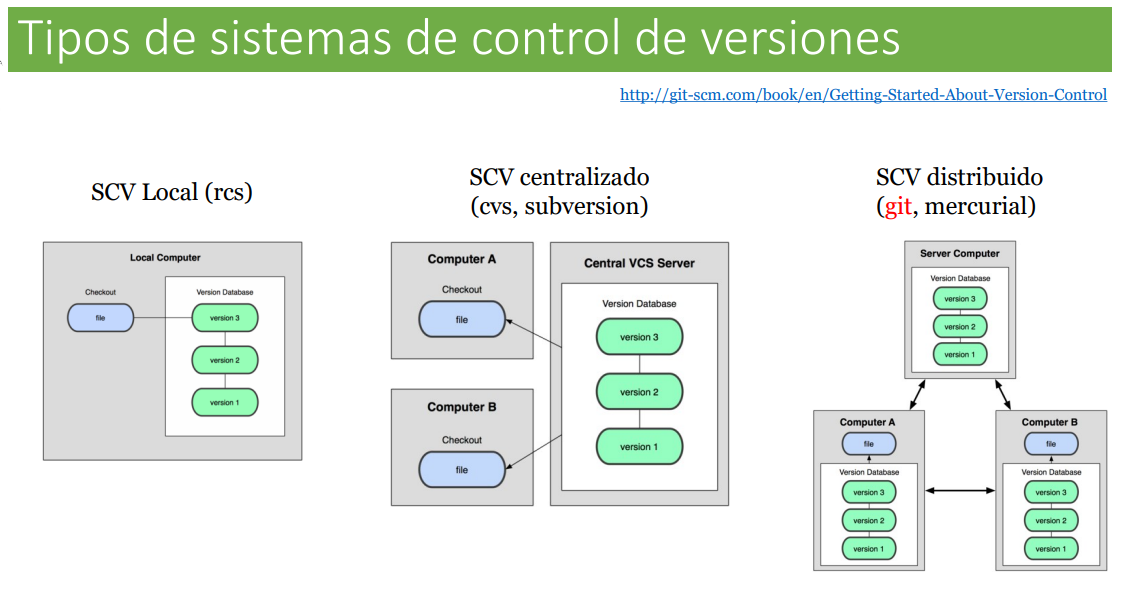 Tipos de sistemas de control de versiones
http://git-scm.com/book/en/Getting-Started-About-Version-Control
SCV Local (rcs)
Local Computer
Checkout
file
Version Database
version 3
version 2
version 1
SCV centralizado
(cvs, subversion)
Computer A
Checkout
file
Computer B
Checkout
file
Central VCS Server
Version Database
version 3
version 2
version 1
SCV distribuido
(git, mercurial)
Server Computer
Version Database
version 3
version 2
version 1
Computer A
file
Version Database
version 3
version 2
version 1
Computer B
file
Version Database
version 3
version 2
version 1